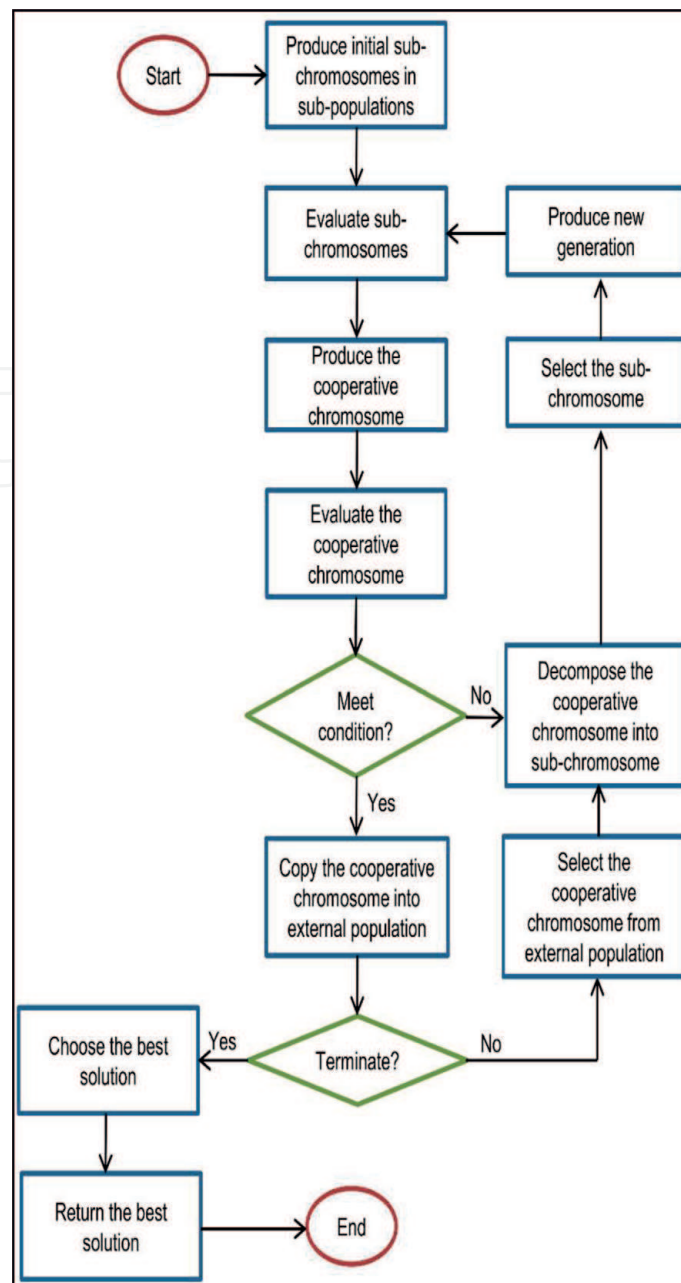 Start
Produce initial sub-
chromosomes in
sub-populations
Evaluate sub-
chromosomes
Produce new
generation
Produce the
cooperative
chromosome
Select the sub-
chromosome
Evaluate the
cooperative
chromosome
Meet
condition?
No
Decompose the
cooperative
chromosome into
sub-chromosome
Yes
Copy the cooperative
chromosome into
external population
Select the
cooperative
chromosome from
external population
Terminate?
Yes
No
Choose the best
solution
Return the best
solution
End